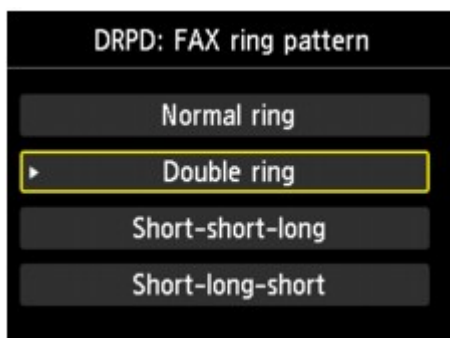 DRPD: FAX ring pattern
Normal ring
Double ring
Short-short-long
Short-long-short